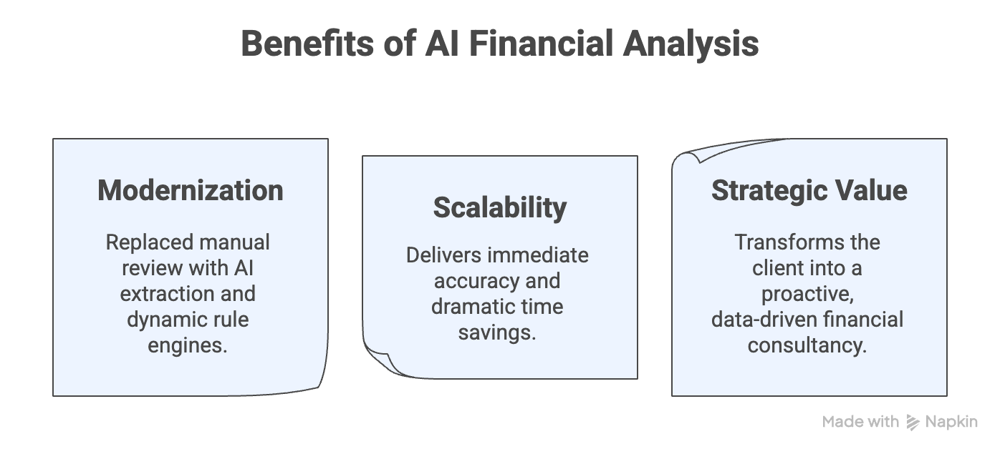 Benefits of AI Financial Analysis
Modernization
Replaced manual
review with AI
extraction and
dynamic rule
engines.
Scalability
Delivers immediate
accuracy and
dramatic time
savings.
Strategic Value
Transforms the
client into a
proactive,
data-driven financial
consultancy.
Made with Napkin